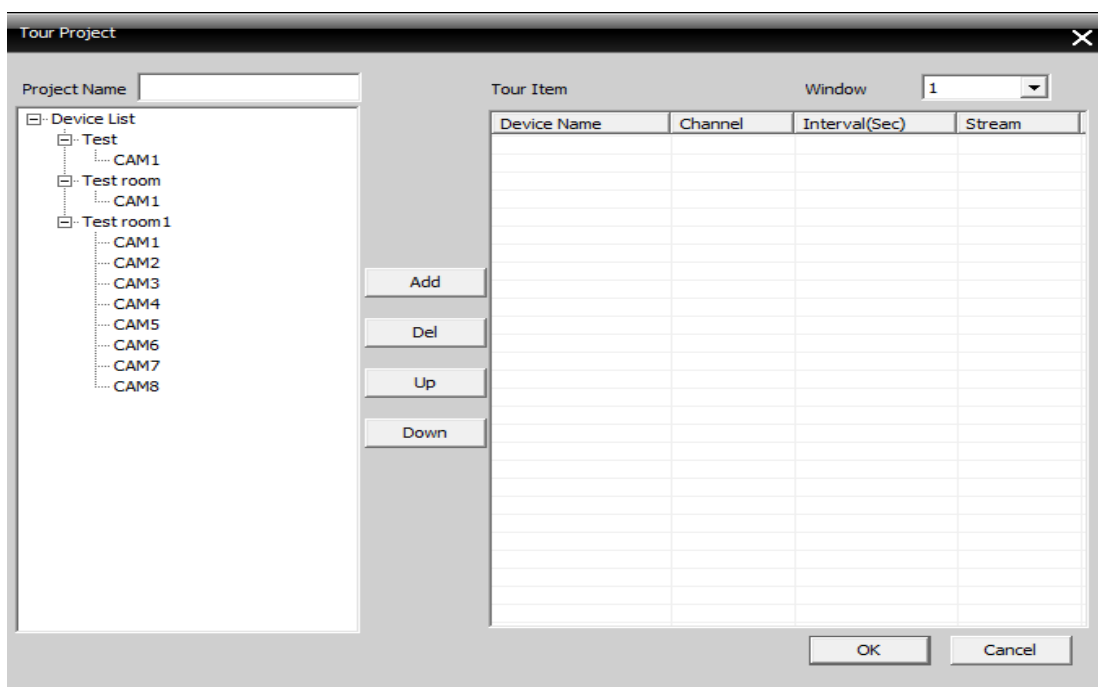 Tour Project
Project Name
Tour Item Window 1
Device List
Device Name Channel Interval(Sec) Stream
Test
CAM1
Test room
CAM1
Test room1
CAM1
CAM2
CAM3
CAM4
CAM5
CAM6
CAM7
CAM8
Add
Del
Up
Down
OK Cancel